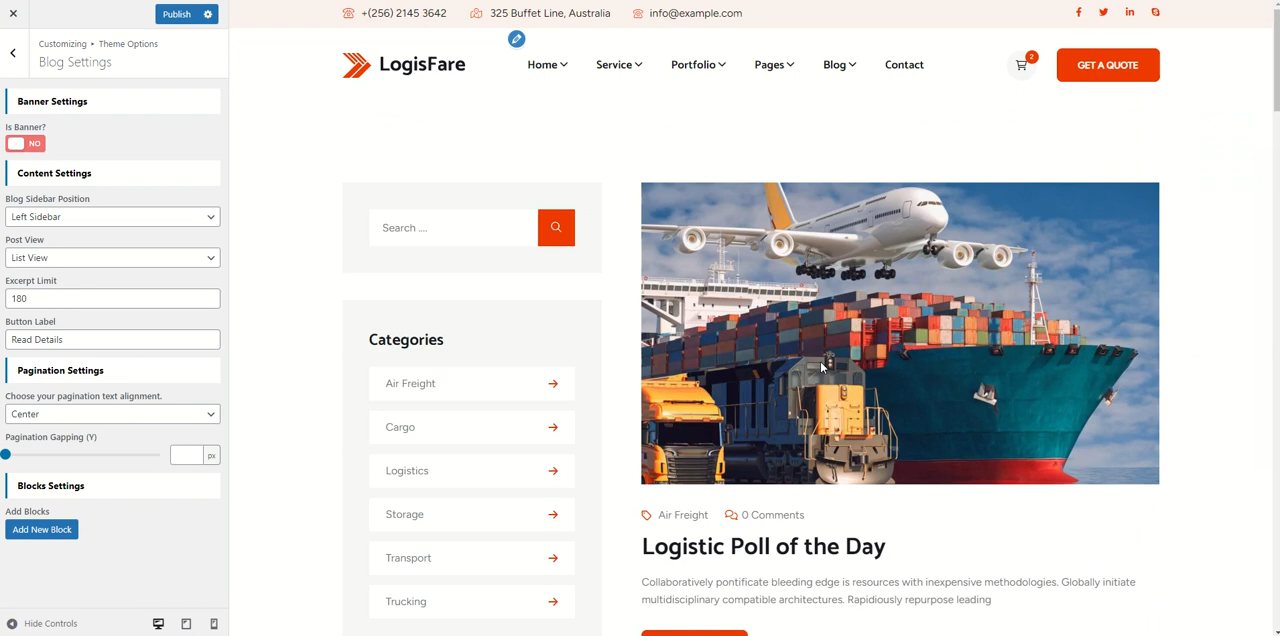 Publish
Customizing ▸ Theme Options
Blog Settings
Banner Settings
Is Banner?
NO
Content Settings
Blog Sidebar Position
Left Sidebar
Post View
List View
Excerpt Limit
180
Button Label
Read Details
Pagination Settings
Choose your pagination text alignment.
Center
Pagination Gapping (Y)
px
Blocks Settings
Add Blocks
Add New Block
Hide Controls
+(256) 2145 3642
325 Buffet Line, Australia
info@example.com
LogisFare
Home
Service
Portfolio
Pages
Blog
Contact
2
GET A QUOTE
Search ....
Categories
Air Freight
Cargo
Logistics
Storage
Transport
Trucking
Air Freight
0 Comments
Logistic Poll of the Day
Collaboratively pontificate bleeding edge is resources with inexpensive methodologies. Globally initiate
multidisciplinary compatible architectures. Rapidiously repurpose leading